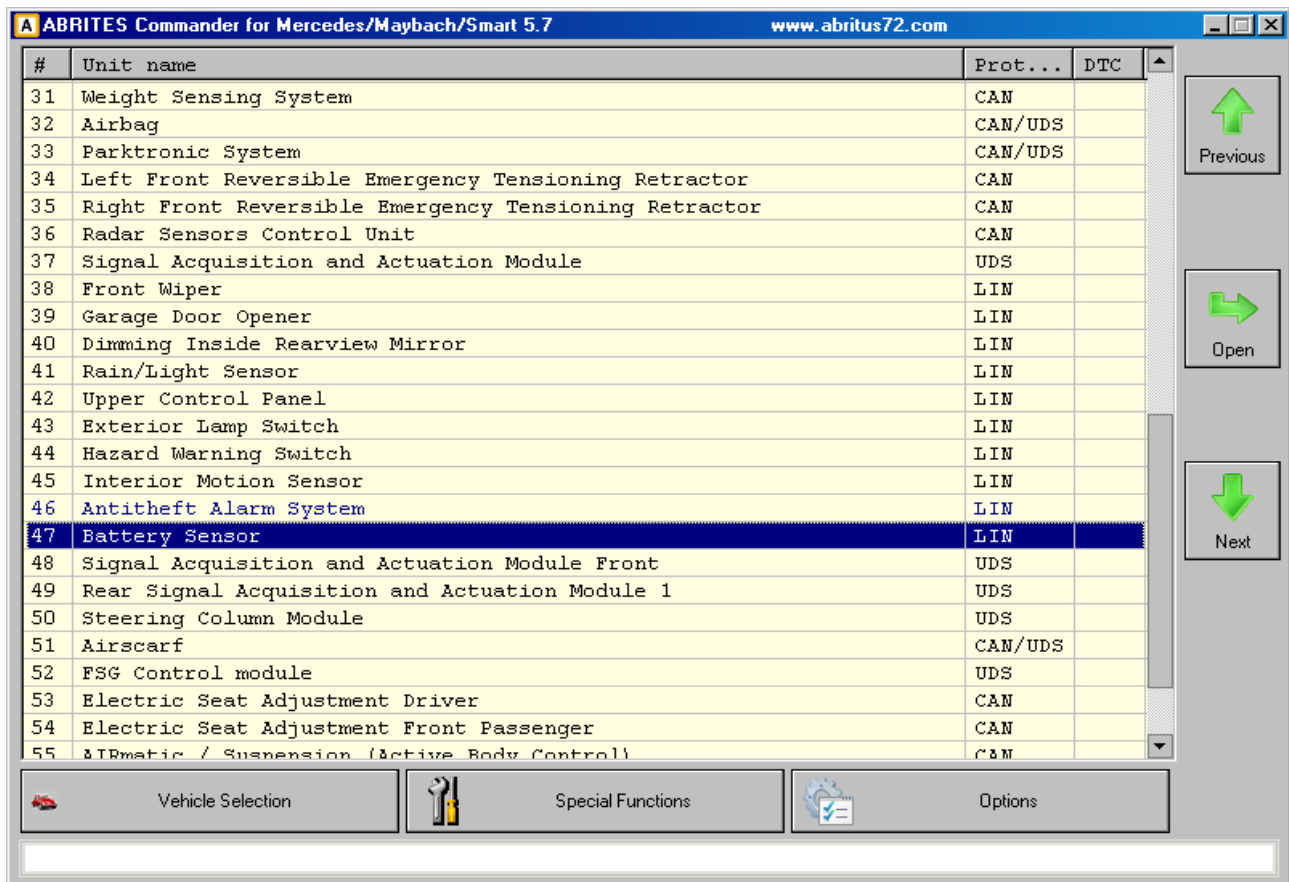 A ABRITES Commander for Mercedes/Maybach/Smart 5.7 www.abritus72.com
# Unit name Prot... DTC
31 Weight Sensing System CAN
32 Airbag CAN/UDS
33 Parktronic System CAN/UDS
34 Left Front Reversible Emergency Tensioning Retractor CAN
35 Right Front Reversible Emergency Tensioning Retractor CAN
36 Radar Sensors Control Unit CAN
37 Signal Acquisition and Actuation Module UDS
38 Front Wiper LIN
39 Garage Door Opener LIN
40 Dimming Inside Rearview Mirror LIN
41 Rain/Light Sensor LIN
42 Upper Control Panel LIN
43 Exterior Lamp Switch LIN
44 Hazard Warning Switch LIN
45 Interior Motion Sensor LIN
46 Antitheft Alarm System LIN
47 Battery Sensor LIN
48 Signal Acquisition and Actuation Module Front UDS
49 Rear Signal Acquisition and Actuation Module 1 UDS
50 Steering Column Module UDS
51 Airscarf CAN/UDS
52 FSG Control module UDS
53 Electric Seat Adjustment Driver CAN
54 Electric Seat Adjustment Front Passenger CAN
55 AIRmatic / Suspension (Active Body Control) CAN
Previous
Open
Next
Vehicle Selection Special Functions Options